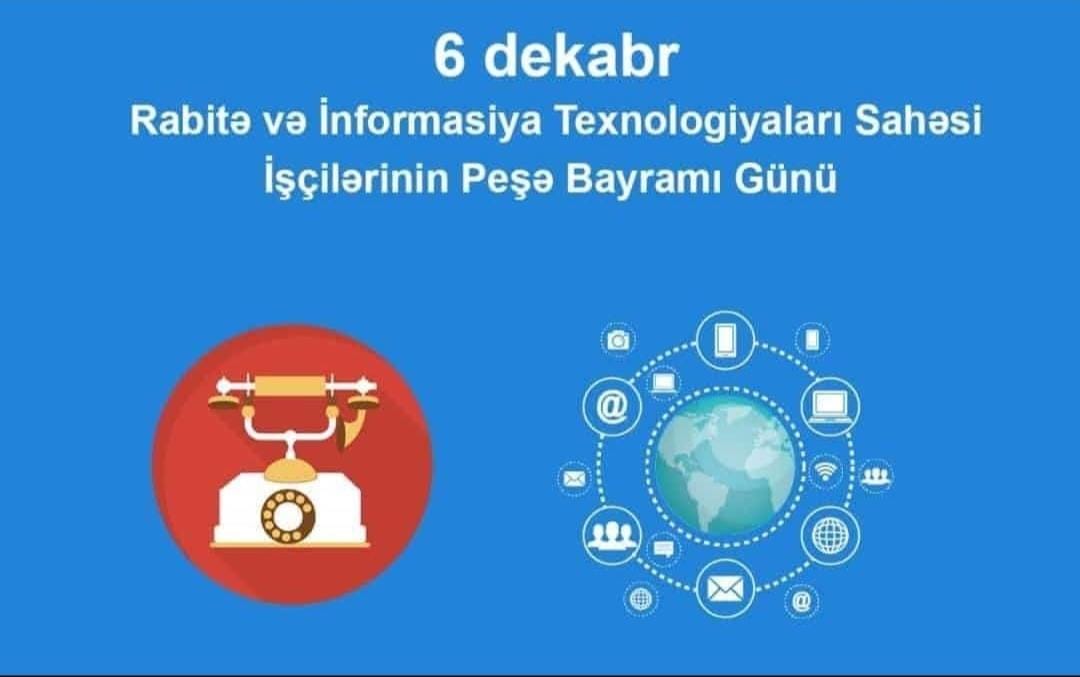 6 dekabr
Rabitə və İnformasiya Texnologiyaları Sahəsi
İşçilərinin Peşə Bayramı Günü